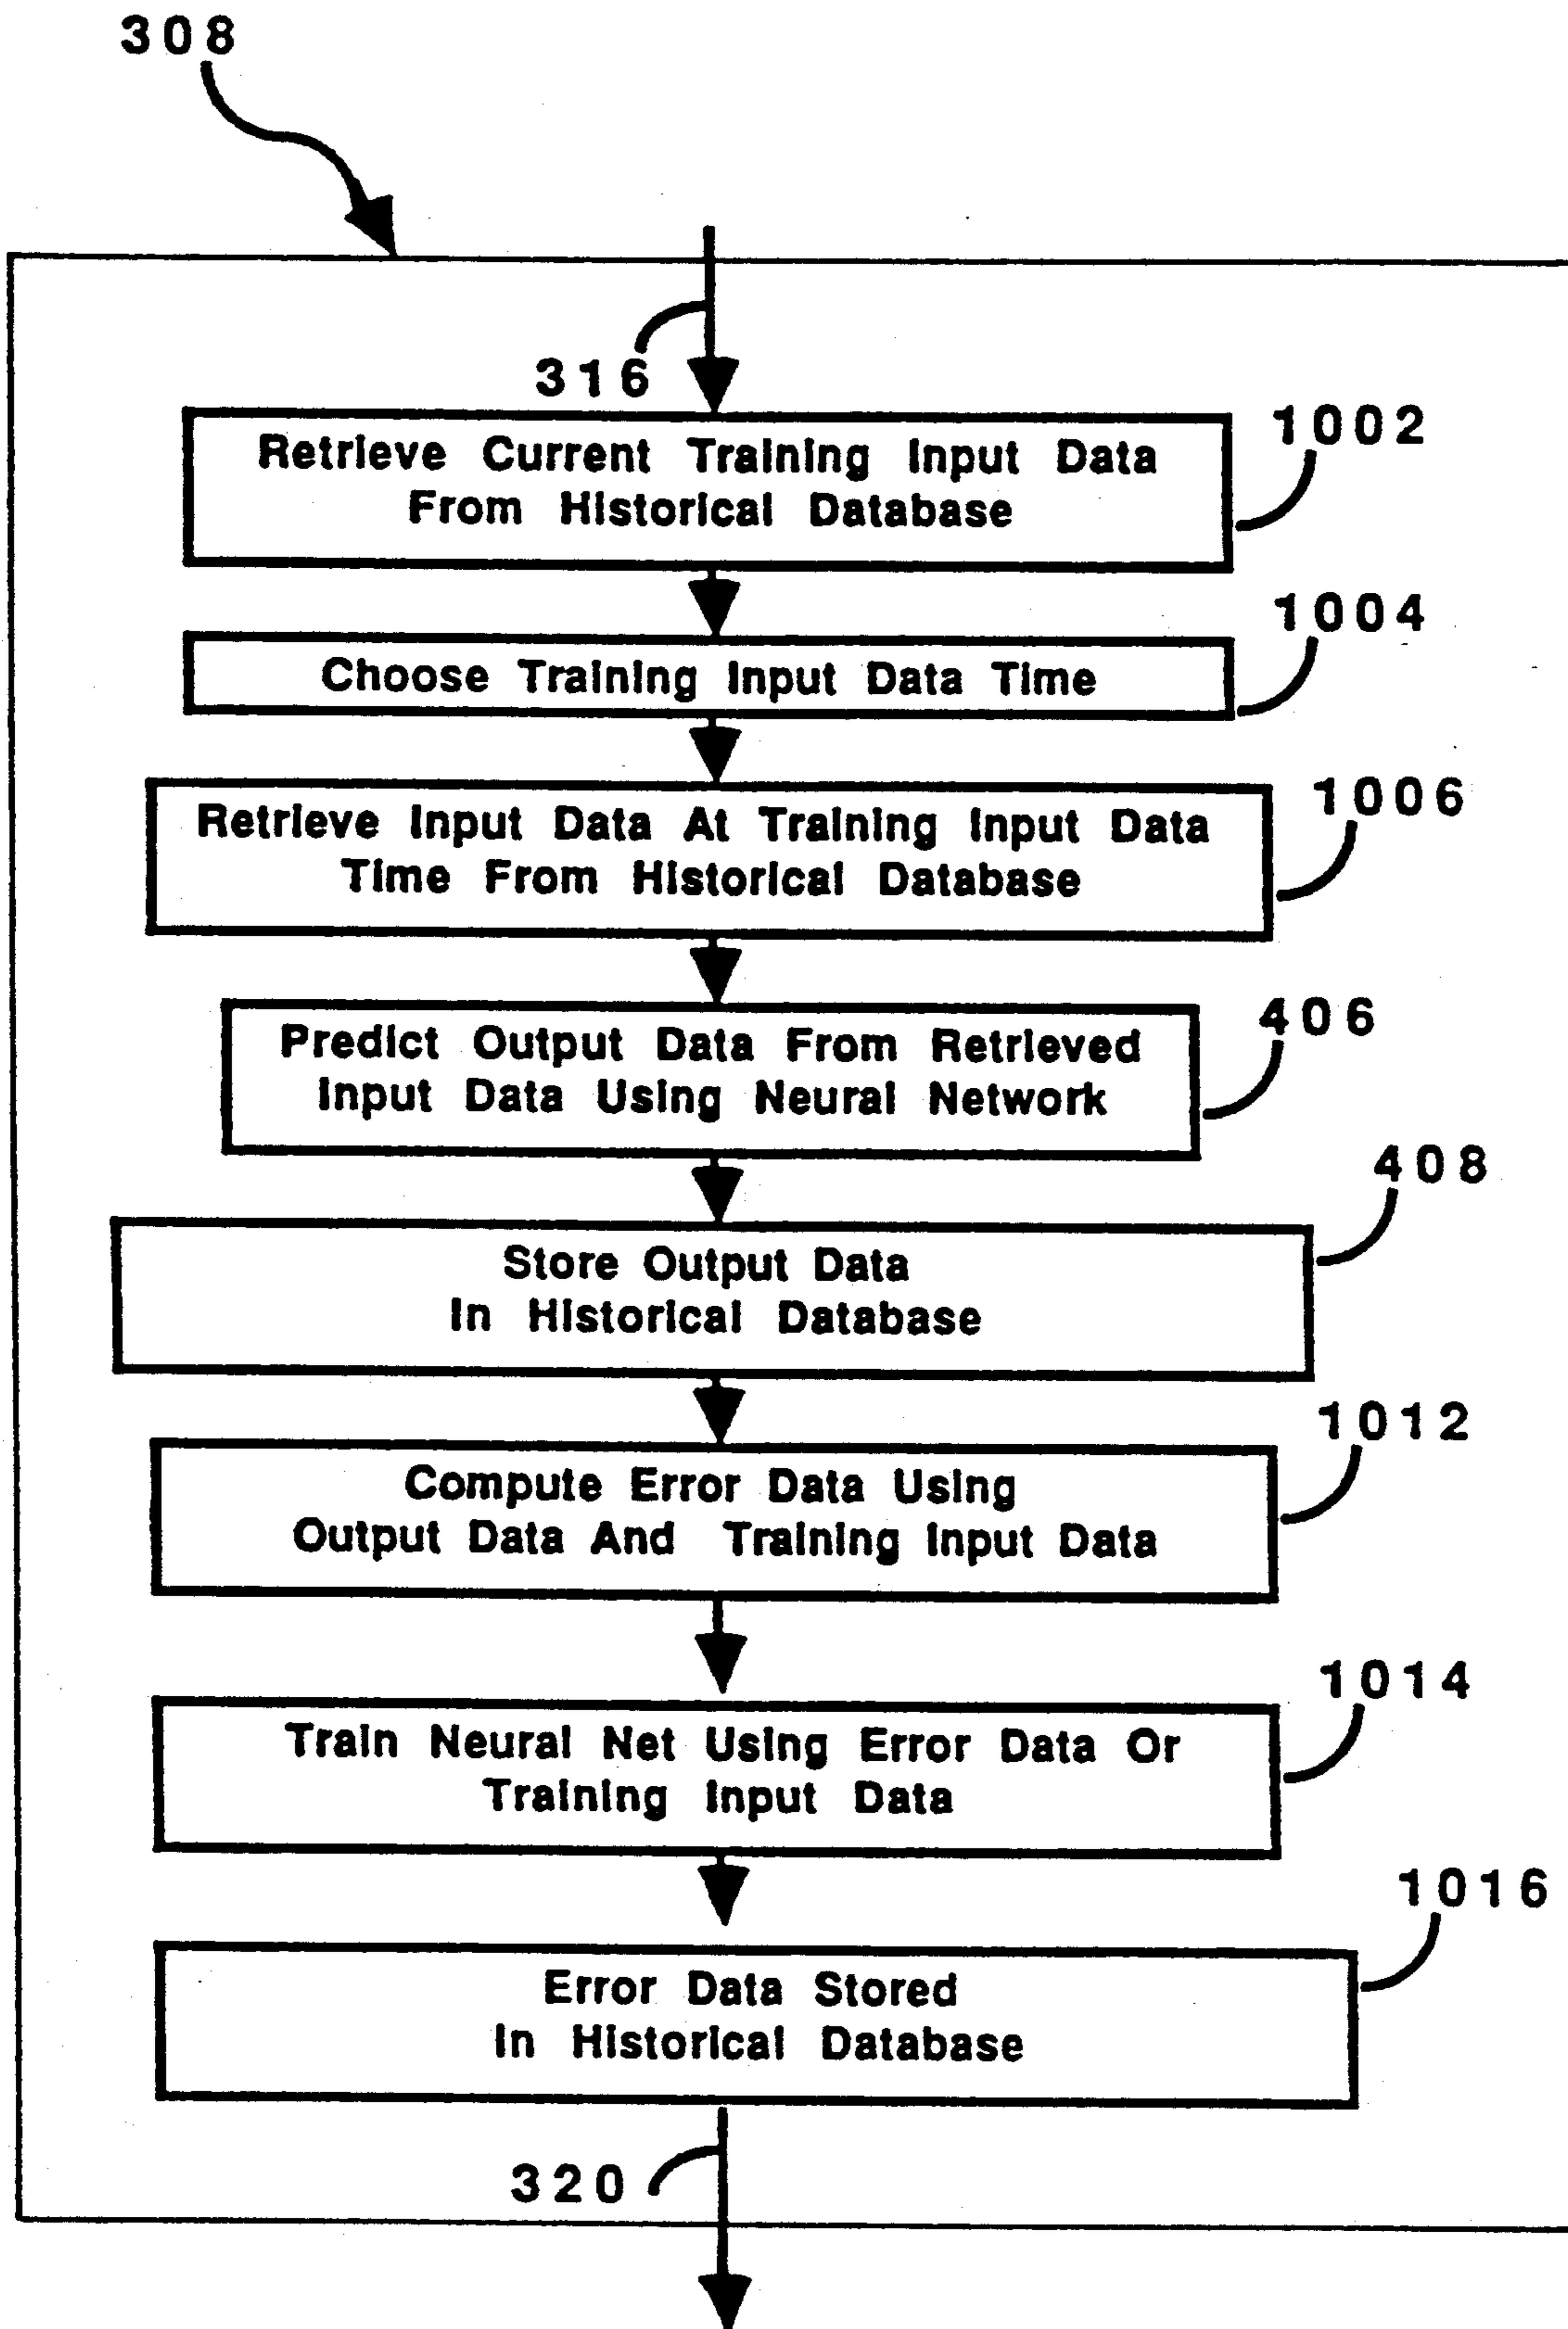 308
316
Retrieve Current Training Input Data
From Historical Database
1002
Choose Training Input Data Time
1004
Retrieve Input Data At Training Input Data
Time From Historical Database
1006
Predict Output Data From Retrieved
Input Data Using Neural Network
406
Store Output Data
In Historical Database
408
Compute Error Data Using
Output Data And Training Input Data
1012
Train Neural Net Using Error Data Or
Training Input Data
1014
Error Data Stored
In Historical Database
1016
320